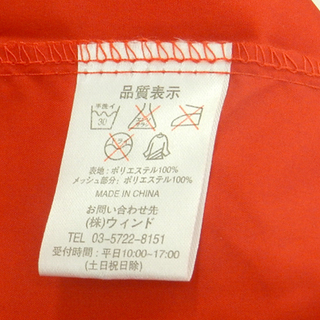 品質表示
手洗イ
30
表地：ポリエステル100%
メッシュ部分：ポリエステル100%
MADE IN CHINA
お問い合わせ先
(株)ウィンド
TEL 03-5722-8151
受付時間：平日10:00-17:00
(土日祝日除)